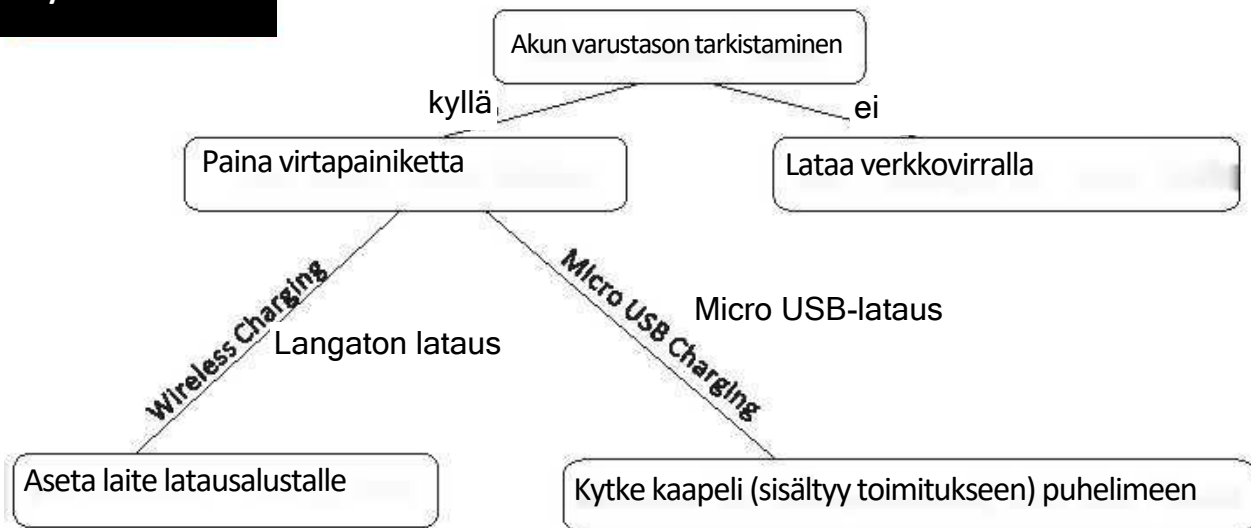 Akun varustason tarkistaminen
kyllä
ei
Paina virtapainiketta
Lataa verkkovirralla
Wireless Charging
Langaton lataus
Micro USB Charging
Micro USB-lataus
Aseta laite latausalustalle
Kytke kaapeli (sisältyy toimitukseen) puhelimeen